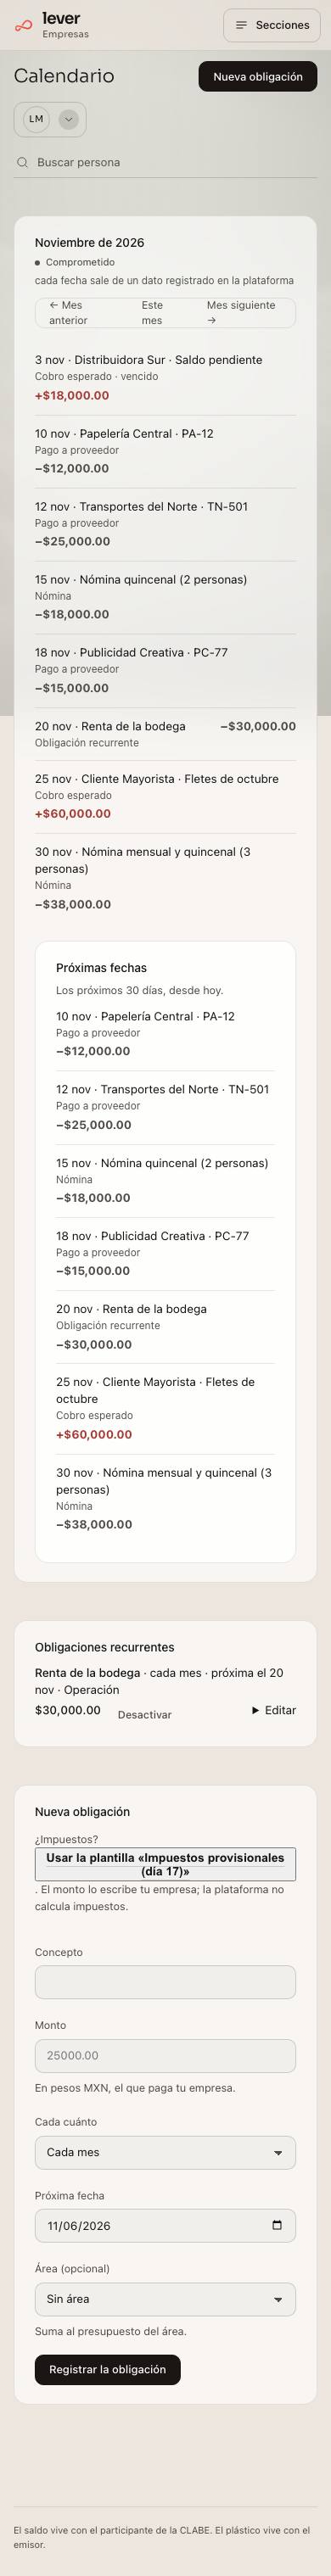 lever
Empresas
Secciones
Calendario
Nueva obligación
LM
Buscar persona
Noviembre de 2026
Comprometido
cada fecha sale de un dato registrado en la plataforma
← Mes anterior
Este mes
Mes siguiente →
3 nov · Distribuidora Sur · Saldo pendiente
Cobro esperado · vencido
+$18,000.00
10 nov · Papelería Central · PA-12
Pago a proveedor
−$12,000.00
12 nov · Transportes del Norte · TN-501
Pago a proveedor
−$25,000.00
15 nov · Nómina quincenal (2 personas)
Nómina
−$18,000.00
18 nov · Publicidad Creativa · PC-77
Pago a proveedor
−$15,000.00
20 nov · Renta de la bodega −$30,000.00
Obligación recurrente
25 nov · Cliente Mayorista · Fletes de octubre
Cobro esperado
+$60,000.00
30 nov · Nómina mensual y quincenal (3
personas)
Nómina
−$38,000.00
Próximas fechas
Los próximos 30 días, desde hoy.
10 nov · Papelería Central · PA-12
Pago a proveedor
−$12,000.00
12 nov · Transportes del Norte · TN-501
Pago a proveedor
−$25,000.00
15 nov · Nómina quincenal (2 personas)
Nómina
−$18,000.00
18 nov · Publicidad Creativa · PC-77
Pago a proveedor
−$15,000.00
20 nov · Renta de la bodega
Obligación recurrente
−$30,000.00
25 nov · Cliente Mayorista · Fletes de
octubre
Cobro esperado
+$60,000.00
30 nov · Nómina mensual y quincenal (3
personas)
Nómina
−$38,000.00
Obligaciones recurrentes
Renta de la bodega · cada mes · próxima el 20
nov · Operación
$30,000.00 Desactivar ▶ Editar
Nueva obligación
¿Impuestos?
Usar la plantilla «Impuestos provisionales
(día 17)»
. El monto lo escribe tu empresa; la plataforma no
calcula impuestos.
Concepto
Monto
25000.00
En pesos MXN, el que paga tu empresa.
Cada cuánto
Cada mes
Próxima fecha
11/06/2026
Área (opcional)
Sin área
Suma al presupuesto del área.
Registrar la obligación
El saldo vive con el participante de la CLABE. El plástico vive con el
emisor.